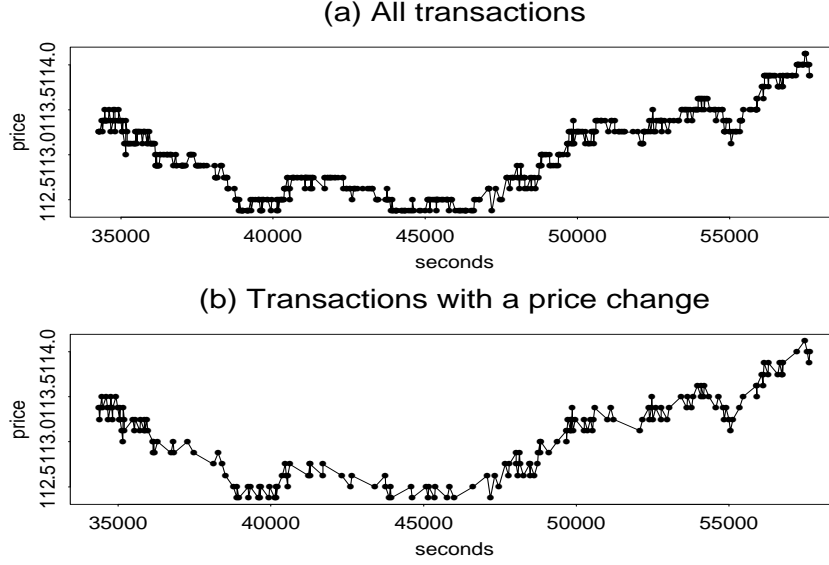 (a) All transactions
price
112.5113.0113.5114.0
35000 40000 45000 50000 55000
seconds
(b) Transactions with a price change
price
112.5113.0113.5114.0
35000 40000 45000 50000 55000
seconds